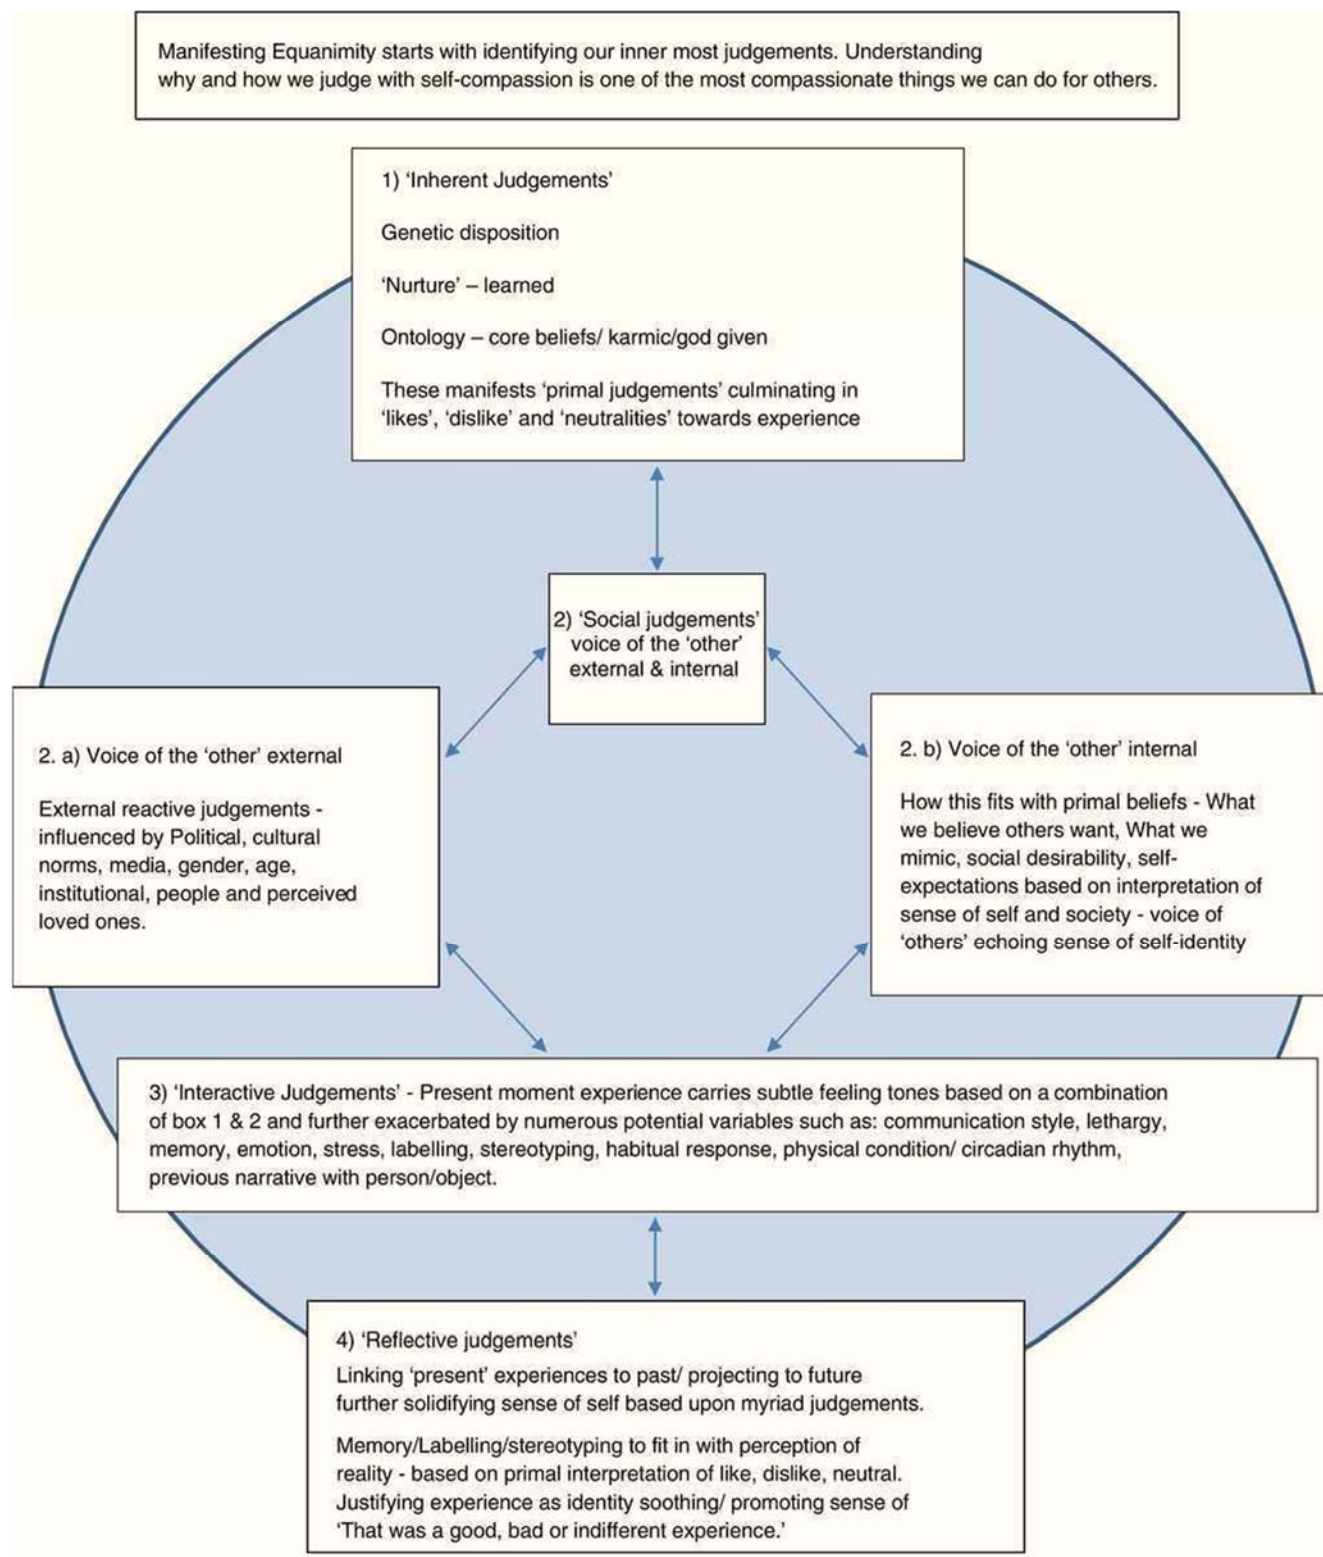 Manifesting Equanimity starts with identifying our inner most judgements. Understanding
why and how we judge with self-compassion is one of the most compassionate things we can do for others.
1) ‘Inherent Judgements’
Genetic disposition
‘Nurture’ – learned
Ontology – core beliefs/ karmic/god given
These manifests ‘primal judgements’ culminating in
‘likes’, ‘dislike’ and ‘neutralities’ towards experience
2) ‘Social judgements’
voice of the ‘other’
external & internal
2. a) Voice of the ‘other’ external
External reactive judgements -
influenced by Political, cultural
norms, media, gender, age,
institutional, people and perceived
loved ones.
2. b) Voice of the ‘other’ internal
How this fits with primal beliefs - What
we believe others want, What we
mimic, social desirability, self-
expectations based on interpretation of
sense of self and society - voice of
‘others’ echoing sense of self-identity
3) ‘Interactive Judgements’ - Present moment experience carries subtle feeling tones based on a combination
of box 1 & 2 and further exacerbated by numerous potential variables such as: communication style, lethargy,
memory, emotion, stress, labelling, stereotyping, habitual response, physical condition/ circadian rhythm,
previous narrative with person/object.
4) ‘Reflective judgements’
Linking ‘present’ experiences to past/ projecting to future
further solidifying sense of self based upon myriad judgements.
Memory/Labelling/stereotyping to fit in with perception of
reality - based on primal interpretation of like, dislike, neutral.
Justifying experience as identity soothing/ promoting sense of
‘That was a good, bad or indifferent experience.’